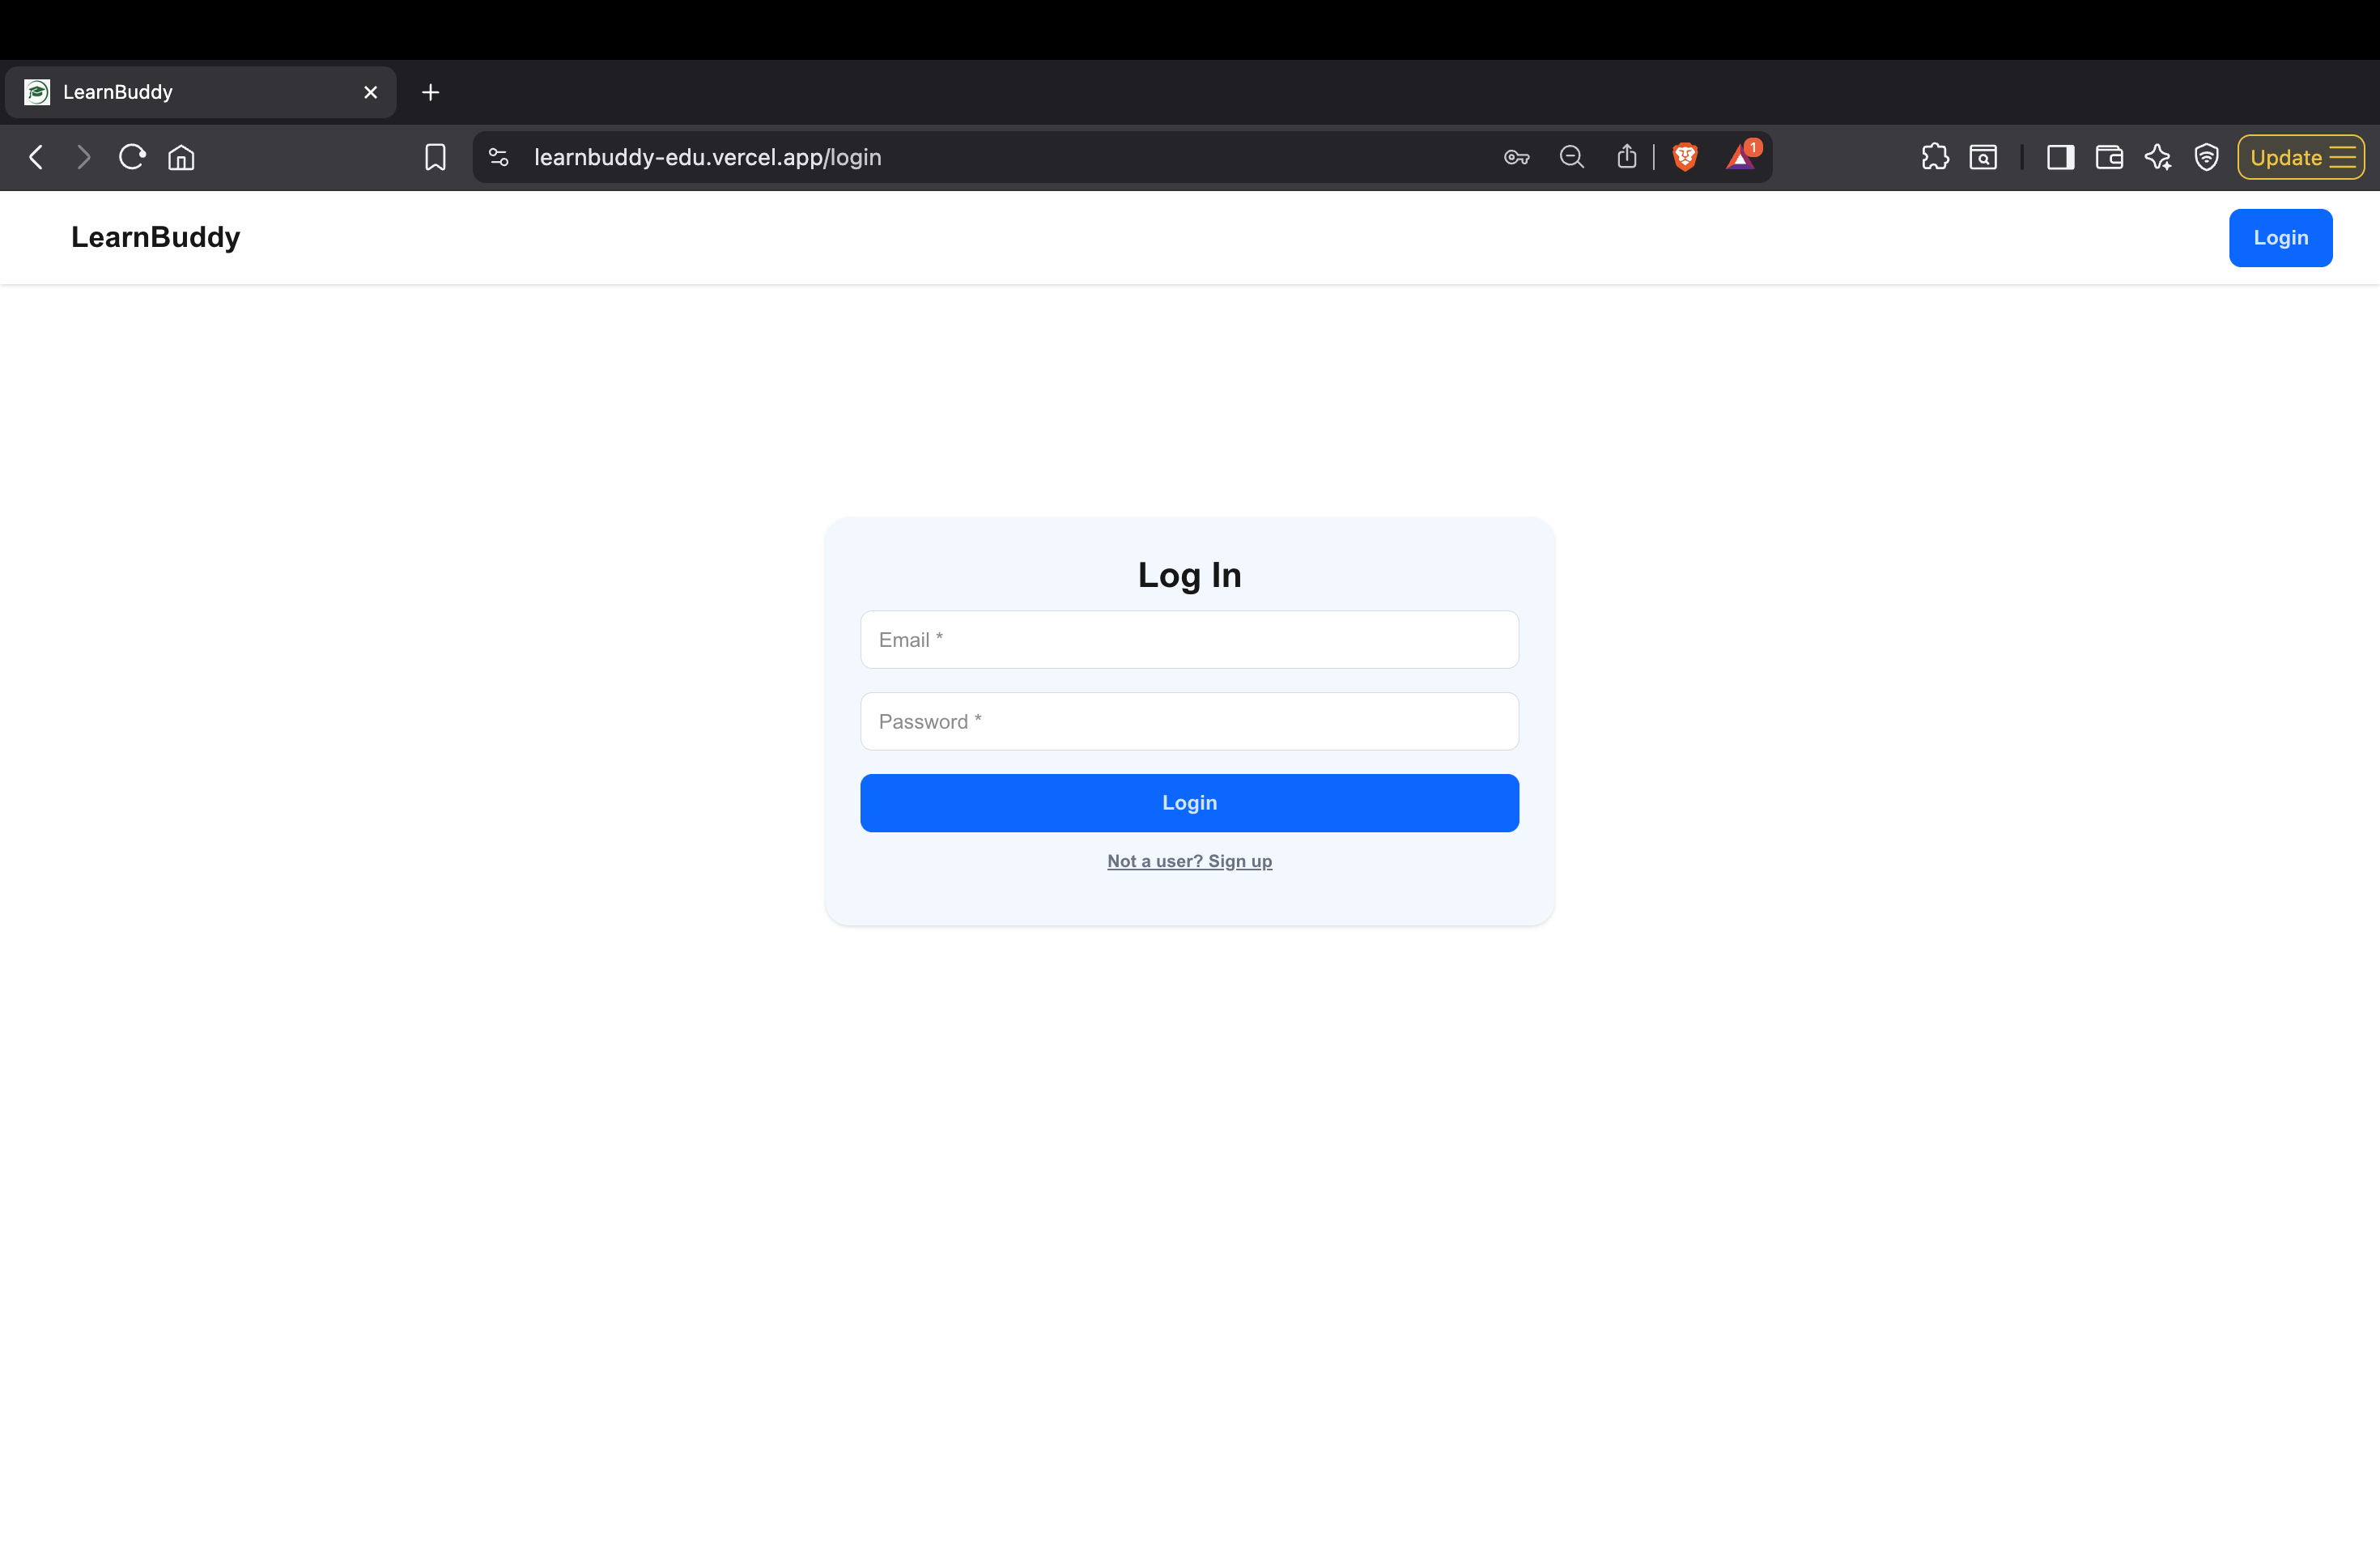 LearnBuddy
learnbuddy-edu.vercel.app/login
1
Update
LearnBuddy
Login
Log In
Email *
Password *
Login
Not a user? Sign up